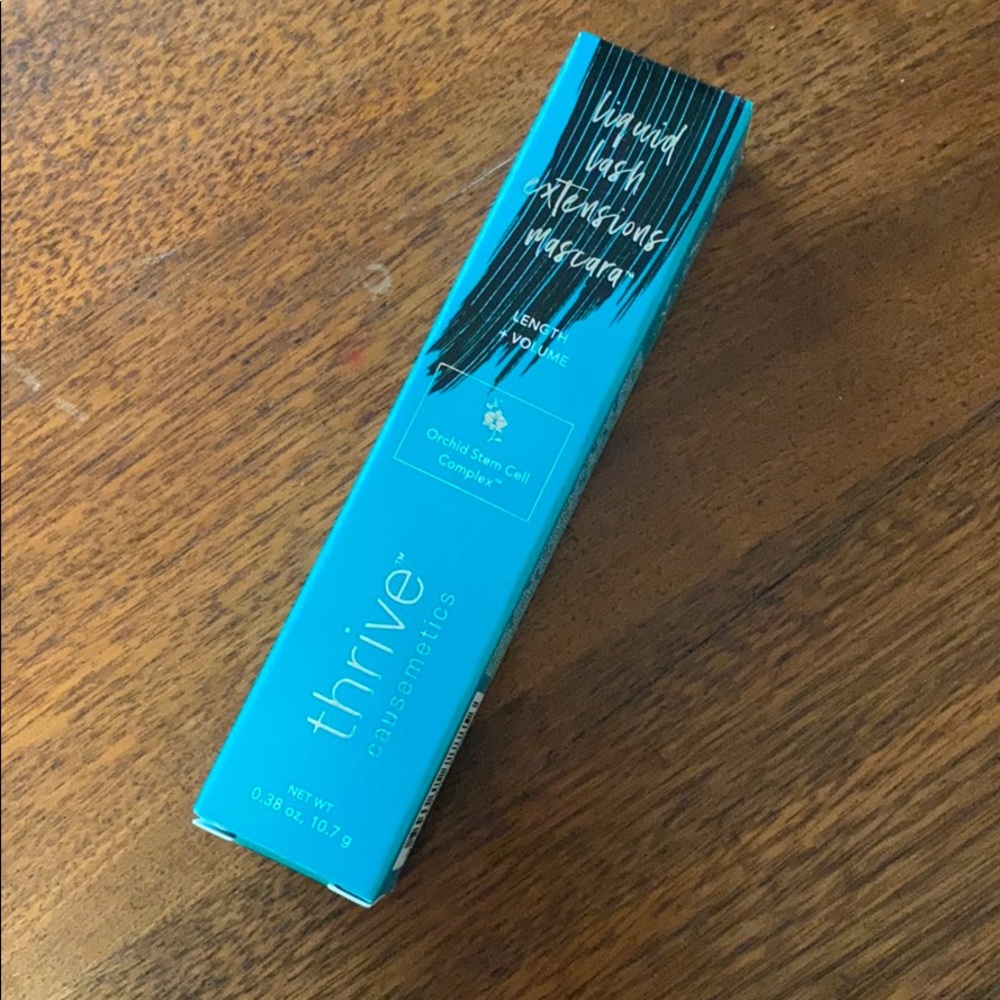 liquid
lash
extensions
mascara™
LENGTH
+ VOLUME
Orchid Stem Cell
Complex™
thrive™
causemetics
NET WT
0.38 oz, 10.7 g